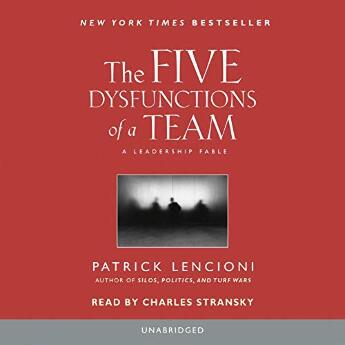 NEW YORK TIMES BESTSELLER
The FIVE
DYSFUNCTIONS
of a TEAM
A LEADERSHIP FABLE
PATRICK LENCIONI
AUTHOR OF SILOS, POLITICS, AND TURF WARS
READ BY CHARLES STRANSKY
UNABRIDGED